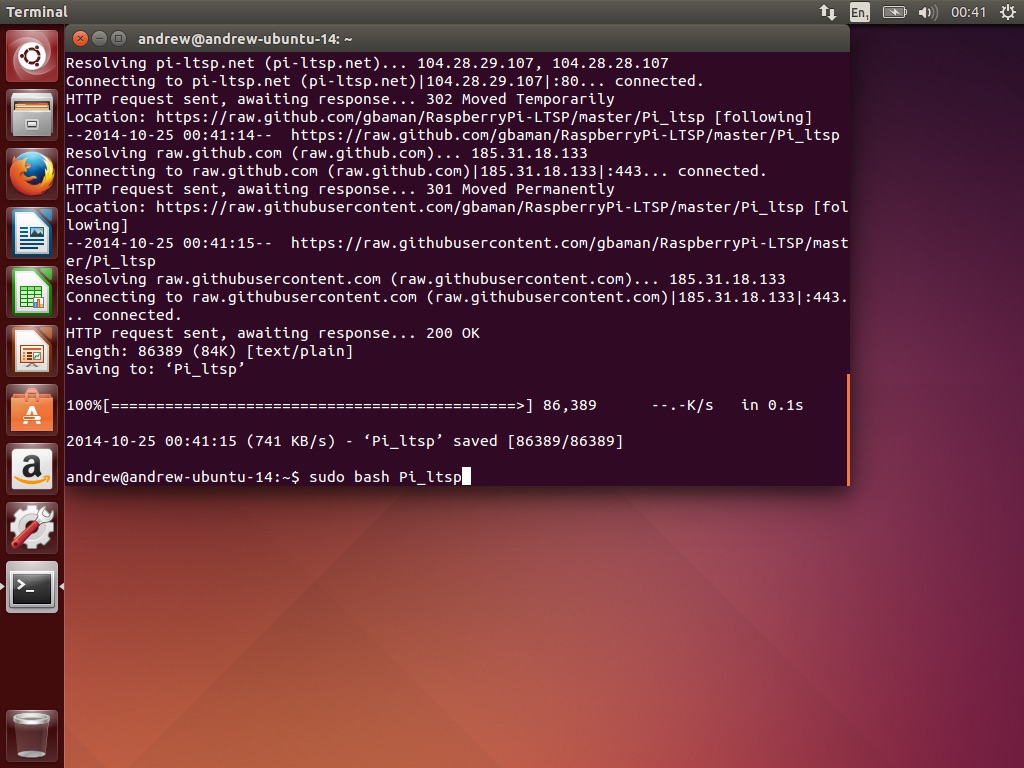 Terminal
En1
00:41
andrew@andrew-ubuntu-14: ~
Resolving pi-ltsp.net (pi-ltsp.net)... 104.28.29.107, 104.28.28.107
Connecting to pi-ltsp.net (pi-ltsp.net)|104.28.29.107|:80... connected.
HTTP request sent, awaiting response... 302 Moved Temporarily
Location: https://raw.github.com/gbaman/RaspberryPi-LTSP/master/Pi_ltsp [following]
--2014-10-25 00:41:14--  https://raw.github.com/gbaman/RaspberryPi-LTSP/master/Pi_ltsp
Resolving raw.github.com (raw.github.com)... 185.31.18.133
Connecting to raw.github.com (raw.github.com)|185.31.18.133|:443... connected.
HTTP request sent, awaiting response... 301 Moved Permanently
Location: https://raw.githubusercontent.com/gbaman/RaspberryPi-LTSP/master/Pi_ltsp [fol
lowing]
--2014-10-25 00:41:15--  https://raw.githubusercontent.com/gbaman/RaspberryPi-LTSP/mast
er/Pi_ltsp
Resolving raw.githubusercontent.com (raw.githubusercontent.com)... 185.31.18.133
Connecting to raw.githubusercontent.com (raw.githubusercontent.com)|185.31.18.133|:443.
.. connected.
HTTP request sent, awaiting response... 200 OK
Length: 86389 (84K) [text/plain]
Saving to: ‘Pi_ltsp’
100%[=============================================>] 86,389      --.-K/s   in 0.1s
2014-10-25 00:41:15 (741 KB/s) - ‘Pi_ltsp’ saved [86389/86389]
andrew@andrew-ubuntu-14:~$ sudo bash Pi_ltsp